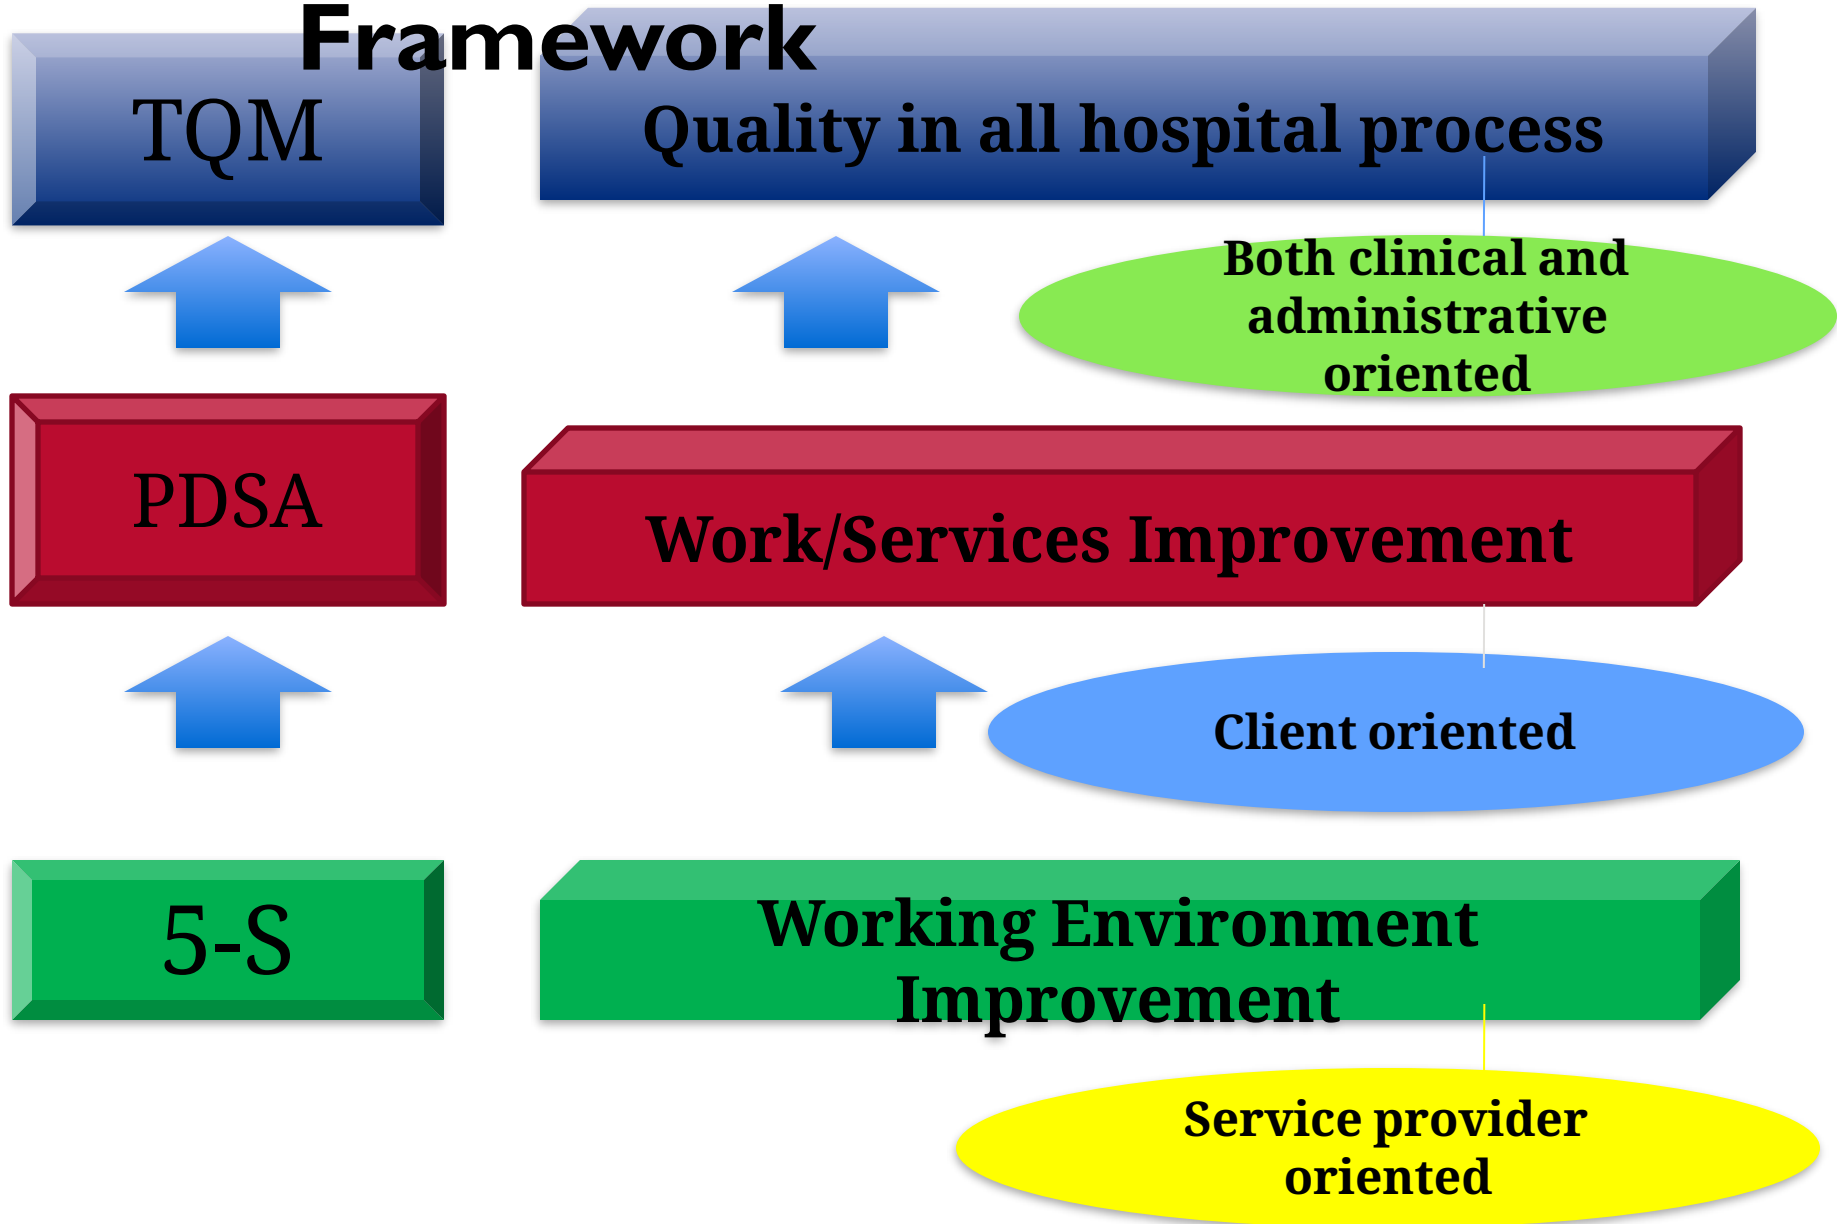 Framework
TQM
Quality in all hospital process
Both clinical and
administrative
oriented
PDSA
Work/Services Improvement
Client oriented
5-S
Working Environment
Improvement
Service provider
oriented